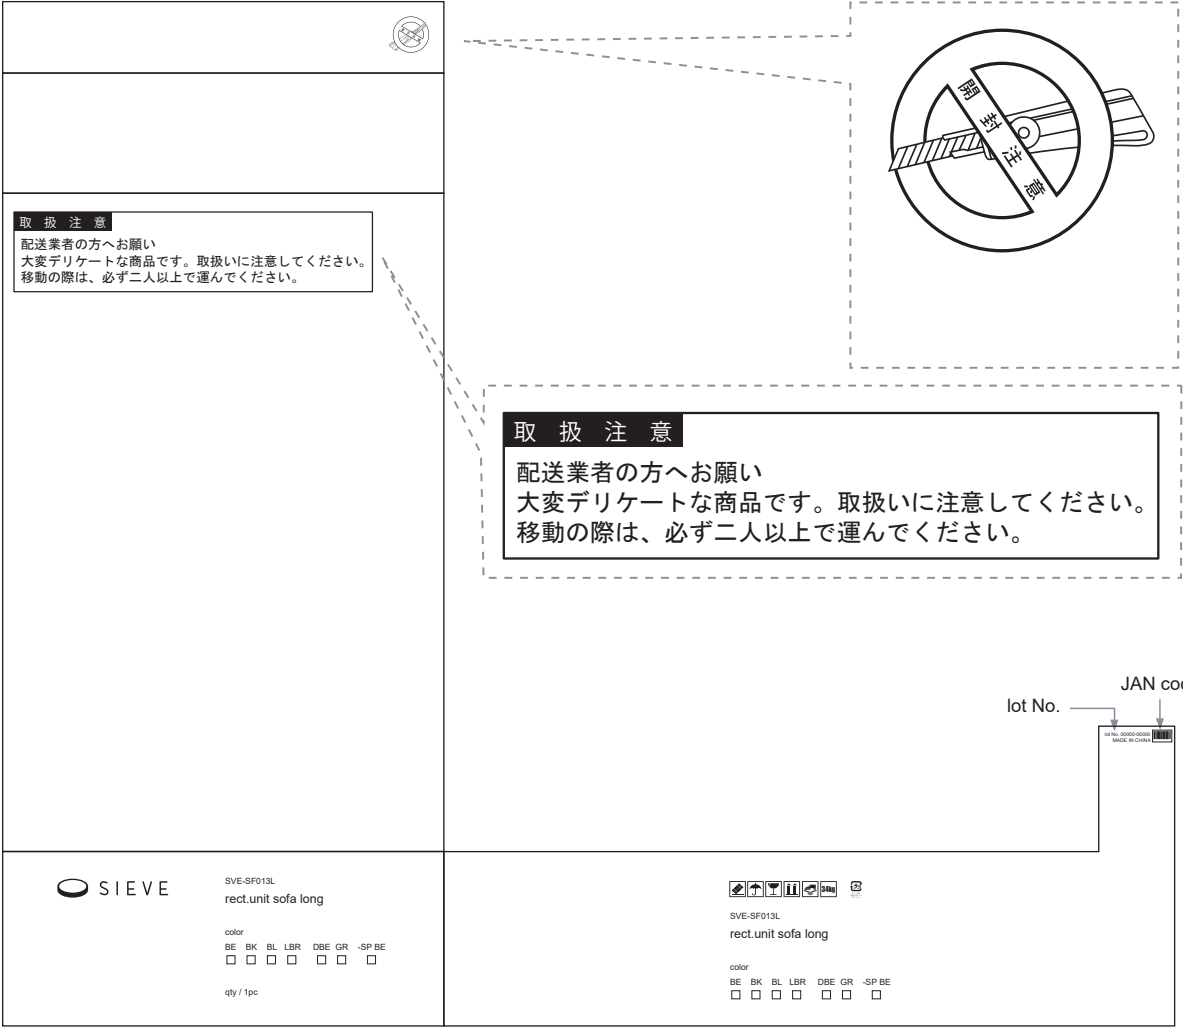 開封注意
取扱注意
配送業者の方へお願い
大変デリケートな商品です。取扱いに注意してください。
移動の際は、必ず二人以上で運んでください。
取扱注意
配送業者の方へお願い
大変デリケートな商品です。取扱いに注意してください。
移動の際は、必ず二人以上で運んでください。
JAN
lot No.
lot No. 00000-00000
MADE IN CHINA
SIEVE
SVE-SF013L
rect.unit sofa long
color
BE BK BL LBR DBE GR -SP BE
qty / 1pc
34kg
SVE-SF013L
rect.unit sofa long
color
BE BK BL LBR DBE GR -SP BE